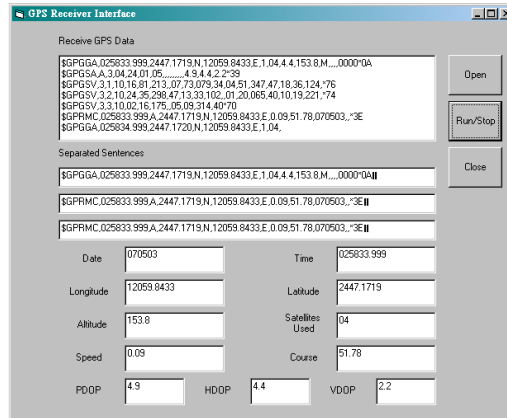 GPS Receiver Interface
Receive GPS Data
$GPGGA,025833.999,2447.1719,N,12059.8433,E,1,04,4.4,153.8,M,,,,0000*0A
$GPGSA,A,3,04,24,01,05,,,,,,,,,4.9,4.4,2.2*39
$GPGSV,3,1,10,16,81,213,,07,73,079,34,04,51,347,47,18,36,124,*76
$GPGSV,3,2,10,24,35,298,47,13,33,102,,01,20,065,40,10,19,221,*74
$GPGSV,3,3,10,02,16,175,,05,09,314,40*70
$GPRMC,025833.999,A,2447.1719,N,12059.8433,E,0.09,51.78,070503,,*3E
$GPGGA,025834.999,2447.1720,N,12059.8433,E,1,04,
Open
Run/Stop
Close
Separated Sentences
$GPGGA,025833.999,2447.1719,N,12059.8433,E,1,04,4.4,153.8,M,,,,0000*0A
$GPRMC,025833.999,A,2447.1719,N,12059.8433,E,0.09,51.78,070503,,*3E
$GPRMC,025833.999,A,2447.1719,N,12059.8433,E,0.09,51.78,070503,,*3E
Date 070503 Time 025833.999
Longitude 12059.8433 Latitude 2447.1719
Altitude 153.8 Satellites Used 04
Speed 0.09 Course 51.78
PDOP 4.9 HDOP 4.4 VDOP 2.2